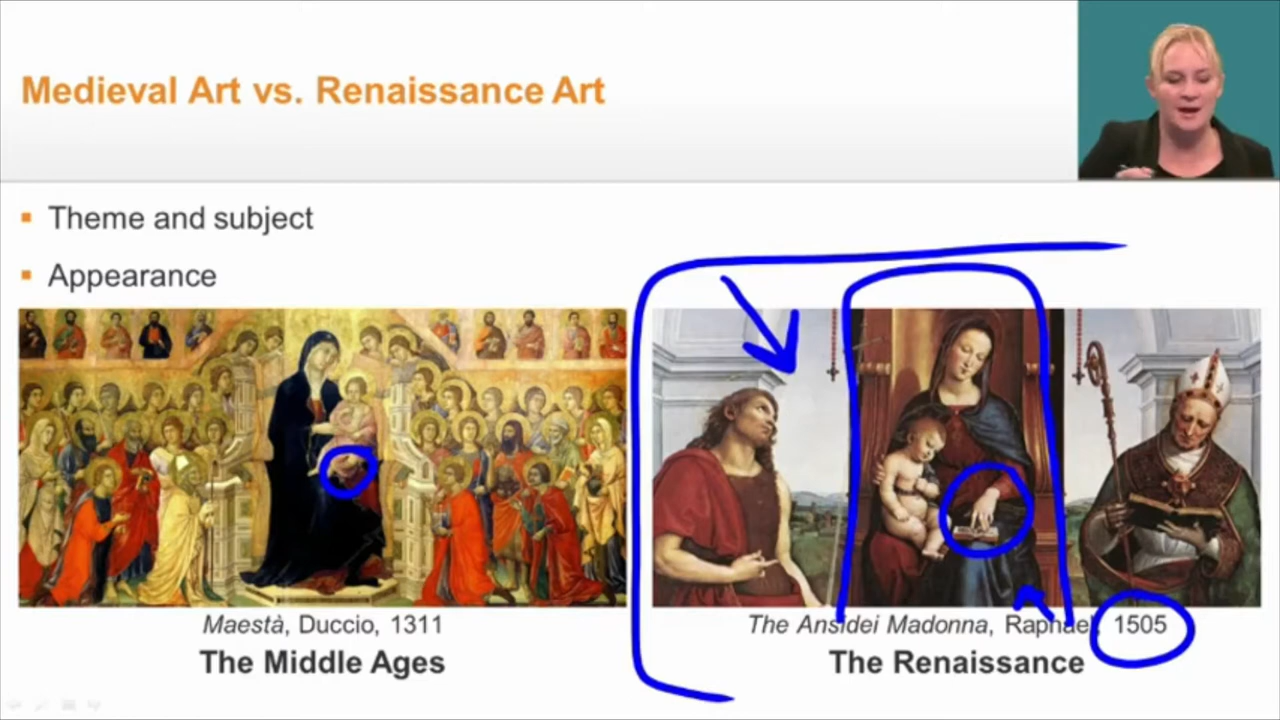 Medieval Art vs. Renaissance Art
Theme and subject
Appearance
Maestà, Duccio, 1311
The Middle Ages
The Ansidei Madonna, Raphael, 1505
The Renaissance